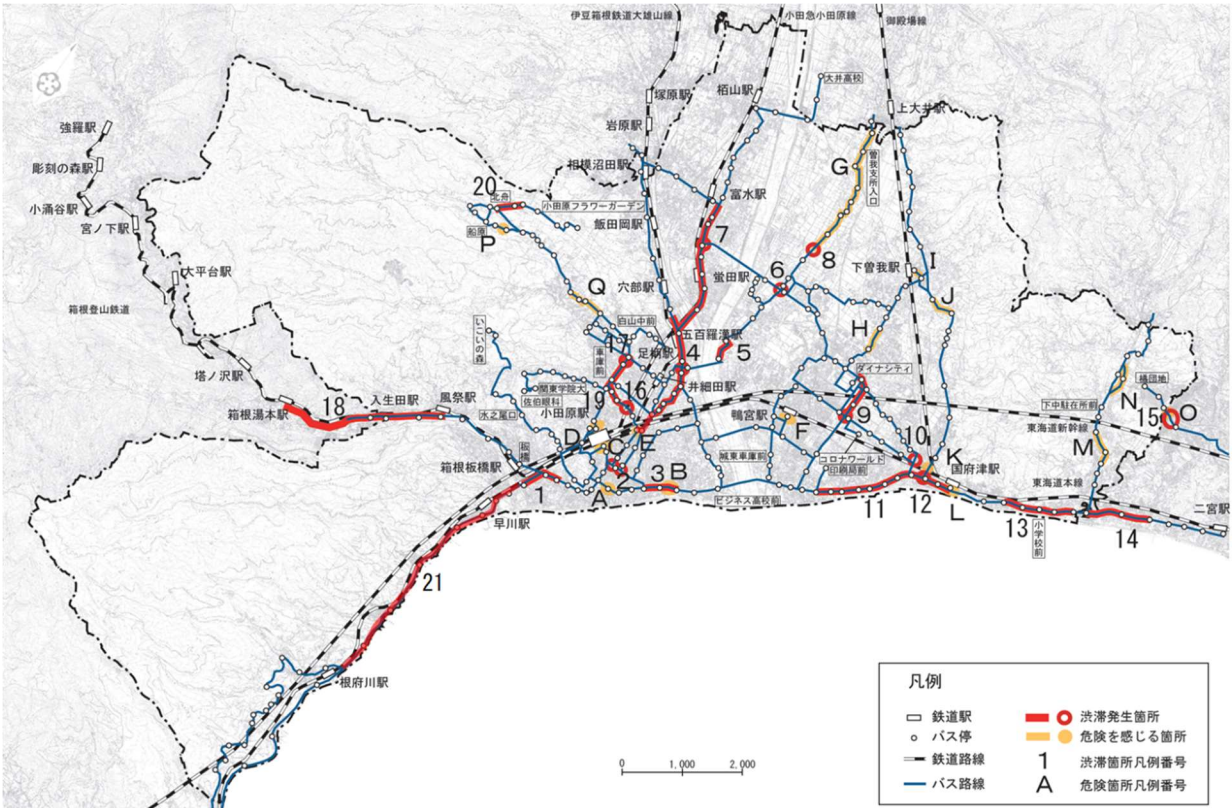 伊豆箱根鉄道大雄山線
小田急小田原線
御殿場線
大井高校
塚原駅
栢山駅
上大井駅
強羅駅
岩原駅
彫刻の森駅
相模沼田駅
G
曽我支所入口
小涌谷駅
20
北舟
小田原フラワーガーデン
富水駅
宮ノ下駅
船原
P
飯田岡駅
7
8
大平台駅
6
下曽我駅
I
蛍田駅
穴部駅
J
箱根登山鉄道
Q
いこいの森
白山中前
五百羅漢駅
H
17
車庫前
足柄駅
4
5
ダイナシティ
塔ノ沢駅
関東学院大
井細田駅
穂団地
佐伯眼科
16
19
N
箱根湯本駅
18
入生田駅
風祭駅
水之尾口
小田原駅
鴨宮駅
9
下中駐在所前
15
O
D
E
F
東海道新幹線
板橋
C
城東車庫前
コロナワールド
10
M
箱根板橋駅
印刷局前
K
国府津駅
1
A
2
3
B
東海道本線
ビジネス高校前
11
12
L
二宮駅
早川駅
13
小学校前
14
21
根府川駅
凡例
鉄道駅
渋滞発生箇所
バス停
危険を感じる箇所
鉄道路線
1
渋滞箇所凡例番号
バス路線
A
危険箇所凡例番号
0
1,000
2,000